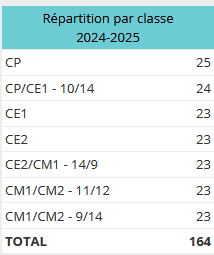 Répartition par classe
2024-2025
CP 25
CP/CE1 - 10/14 24
CE1 23
CE2 23
CE2/CM1 - 14/9 23
CM1/CM2 - 11/12 23
CM1/CM2 - 9/14 23
TOTAL 164